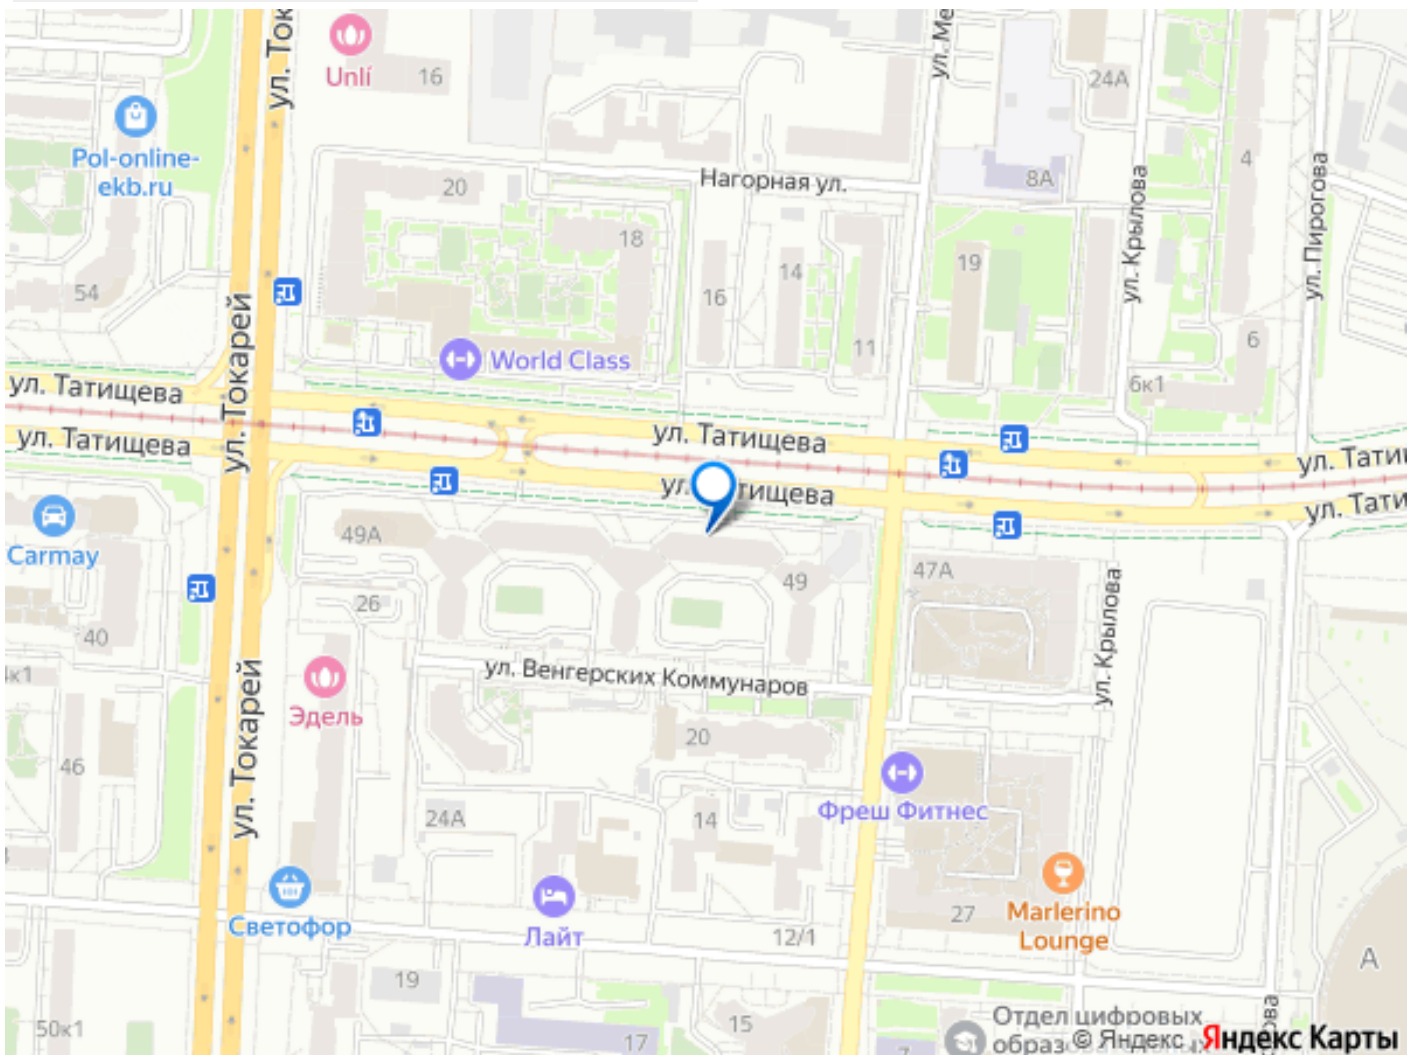 ул. Ток
Unlí
16
ул. Ме
24А
Pol-online-
ekb.ru
20
Нагорная ул.
8А
4
ул. Крылова
ул. Пирогова
18
54
16
14
19
11
6
ул. Токарей
World Class
6к1
ул. Татищева
ул. Татищева
ул. Татищева
ул. Тати
ул. Тати
49А
Carmay
49
47А
26
40
к1
ул. Крылова
ул. Венгерских Коммунаров
Эдель
ул. Токарей
20
46
Фреш Фитнес
24А
14
Marlerino
Lounge
27
Светофор
Лайт
12/1
А
19
50к1
17
15
Отдел цифровых
образ
7
ова
© Яндекс
Яндекс Карты